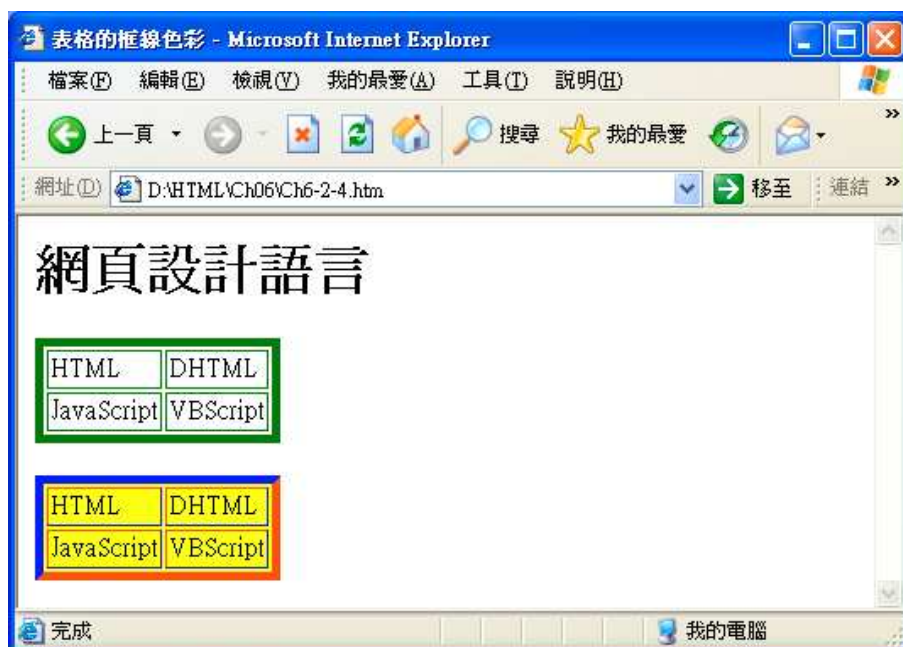 表格的框線色彩 - Microsoft Internet Explorer
檔案(F) 編輯(E) 檢視(V) 我的最愛(A) 工具(T) 說明(H)
上一頁 搜尋 我的最愛 »
網址(D) D:\HTML\Ch06\Ch6-2-4.htm 移至 連結 »
網頁設計語言
HTML DHTML
JavaScript VBScript
HTML DHTML
JavaScript VBScript
完成 我的電腦